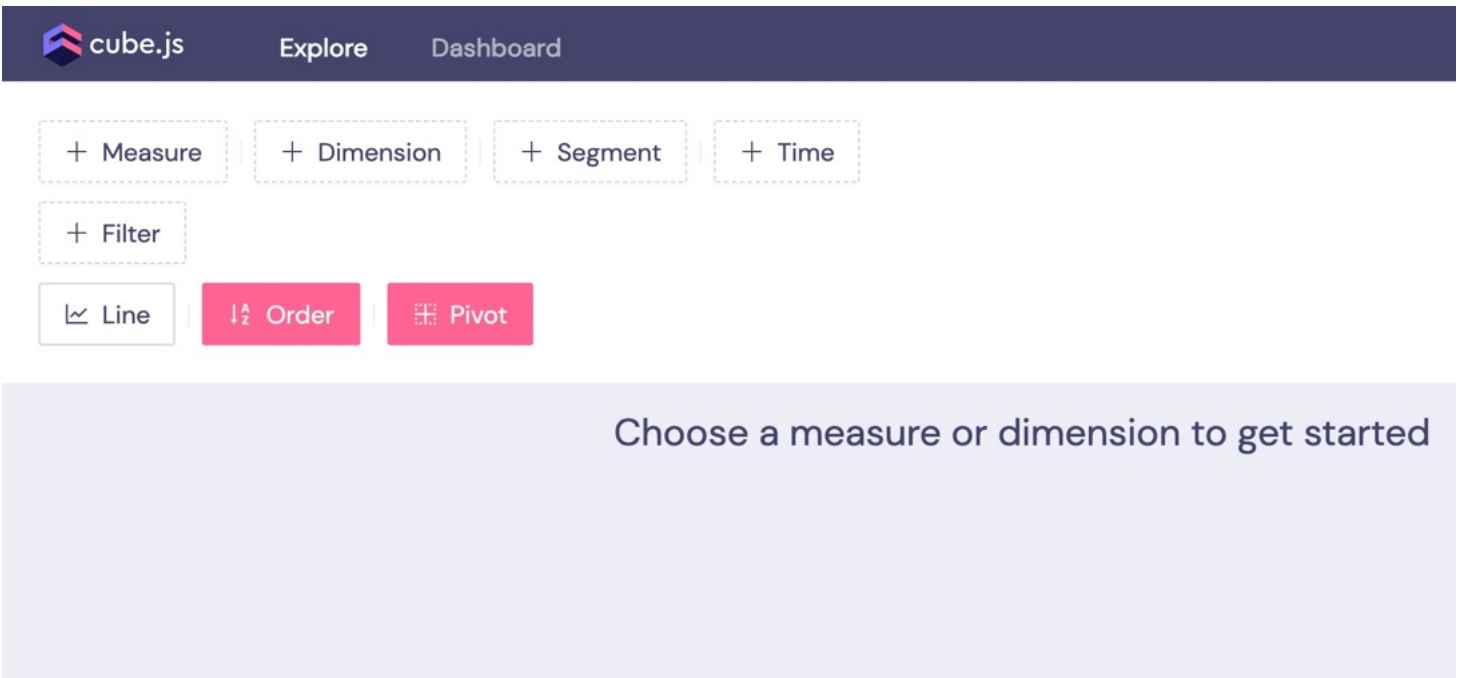 cube.js Explore Dashboard
+ Measure + Dimension + Segment + Time
+ Filter
Line Order Pivot
Choose a measure or dimension to get started